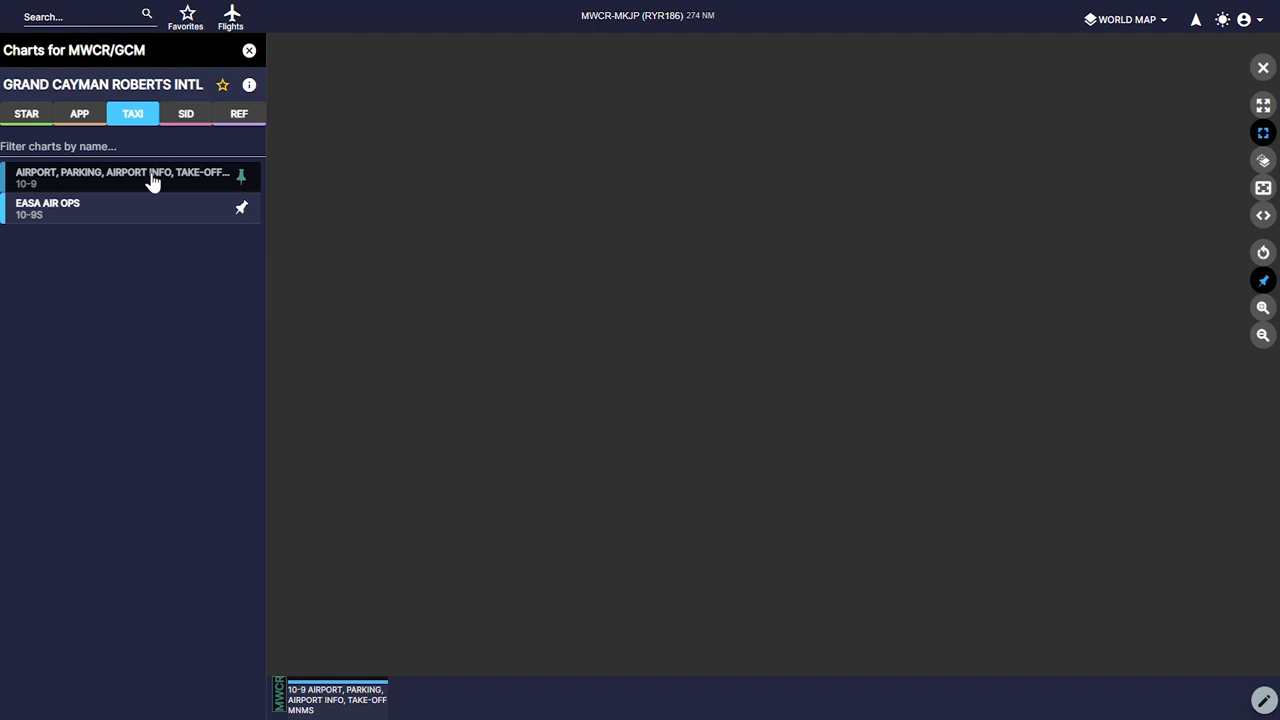 Search...
Favorites
Flights
MWCR-MKJP (RYR186) 274 NM
WORLD MAP
Charts for MWCR/GCM
GRAND CAYMAN ROBERTS INTL
STAR APP TAXI SID REF
Filter charts by name...
AIRPORT, PARKING, AIRPORT INFO, TAKE-OFF...
10-9
EASA AIR OPS
10-9S
MWCR
10-9 AIRPORT, PARKING,
AIRPORT INFO, TAKE-OFF
MNMS